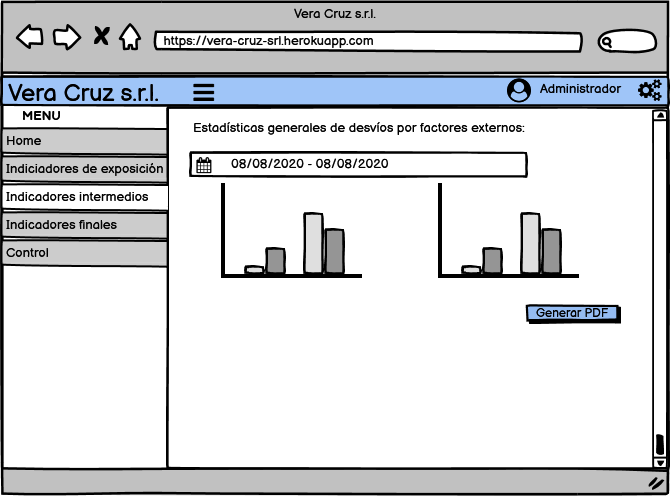 Vera Cruz s.r.l.
https://vera-cruz-srl.herokuapp.com
Vera Cruz s.r.l.
Administrador
MENU
Home
Indiciadores de exposición
Indicadores intermedios
Indicadores finales
Control
Estadísticas generales de desvíos por factores externos:
08/08/2020 - 08/08/2020
Generar PDF